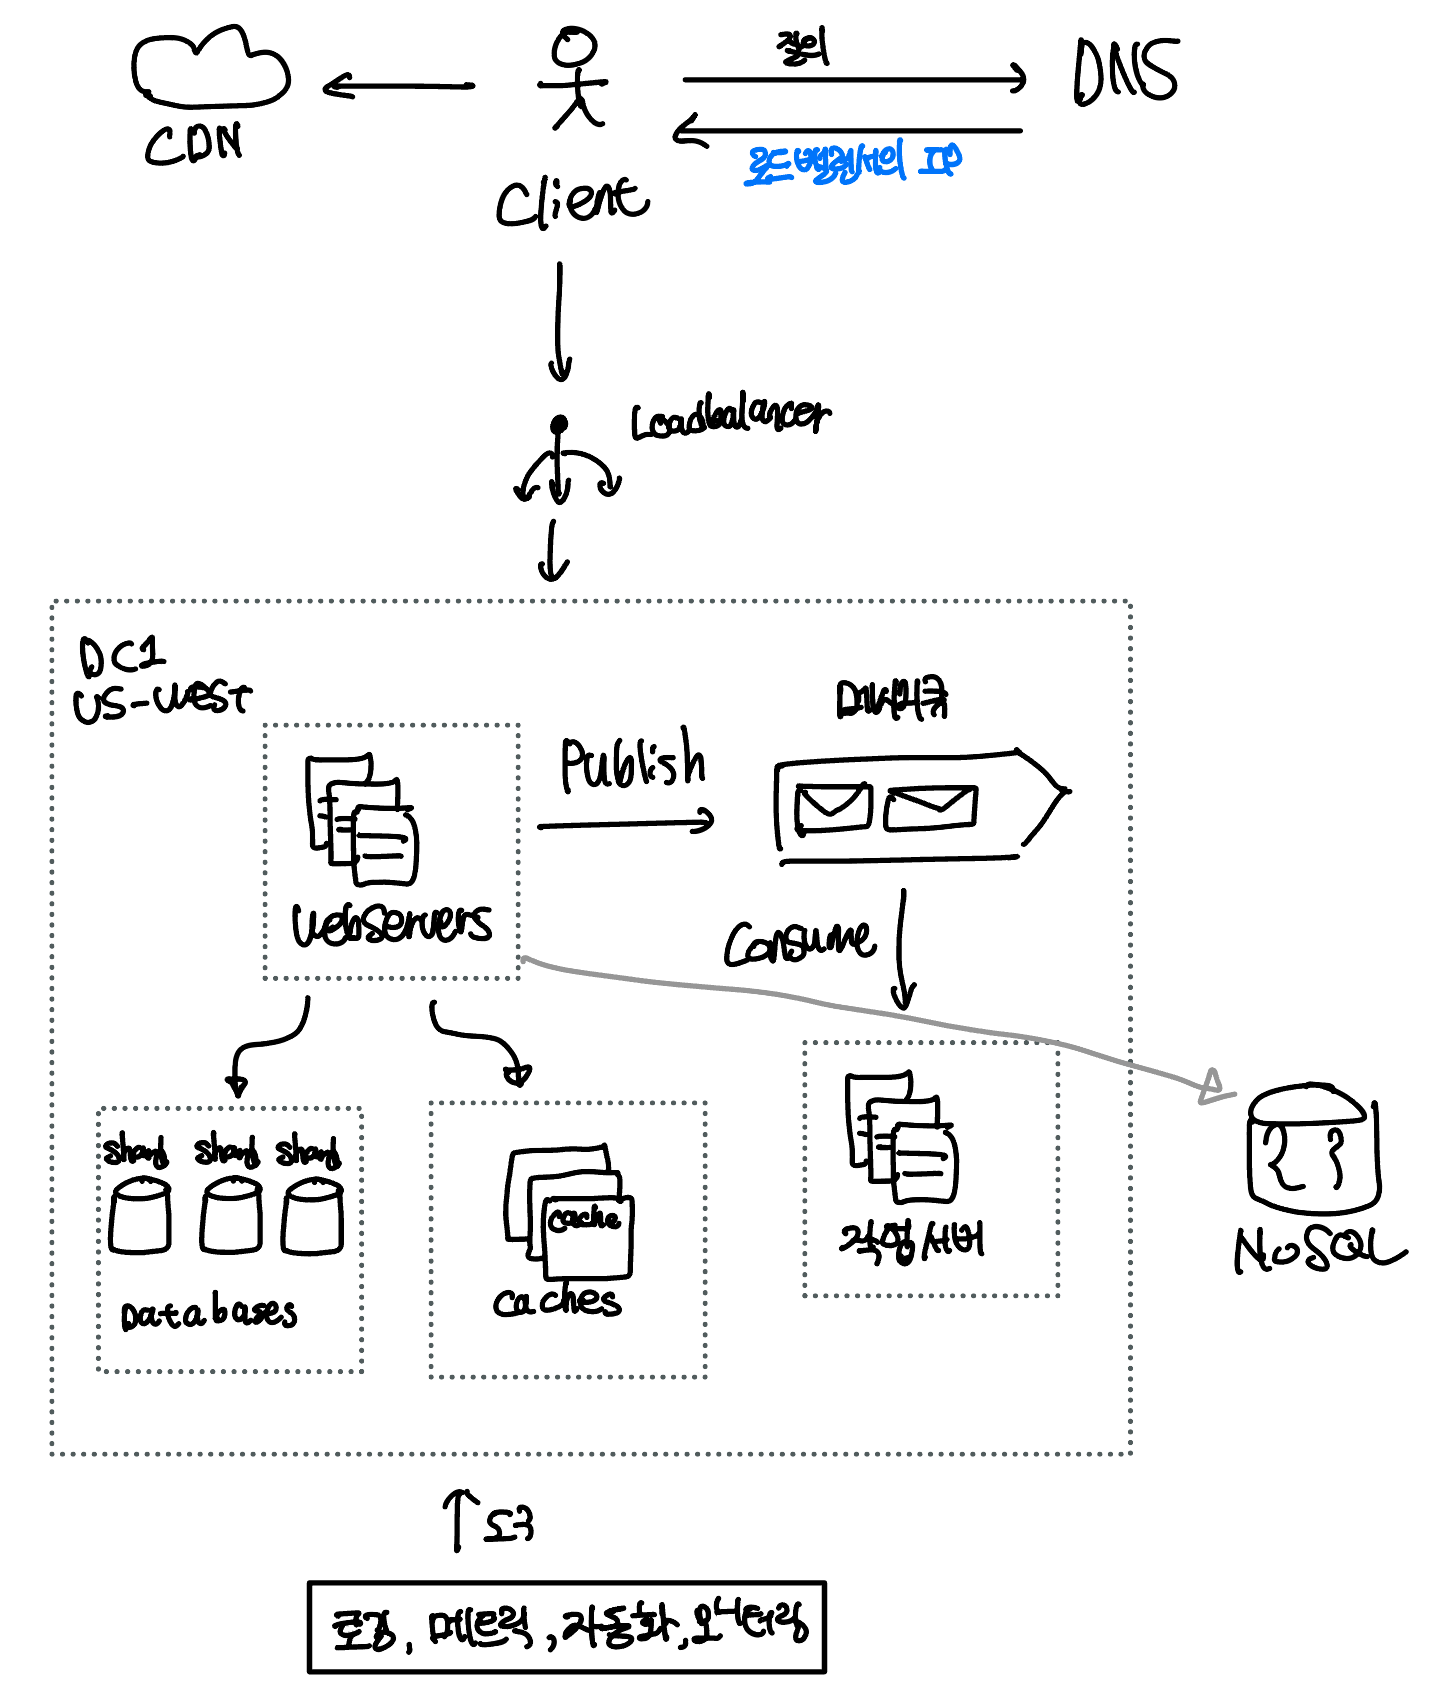 질의
DNS
CDN
로드밸런서의 IP
Client
Loadbalancer
DC1
US-WEST
메시지큐
Publish
Webservers
Consume
shard shard shard
cache
작업서버
NoSQL
Databases
Caches
도구
로깅, 메트릭, 자동화, 모니터링